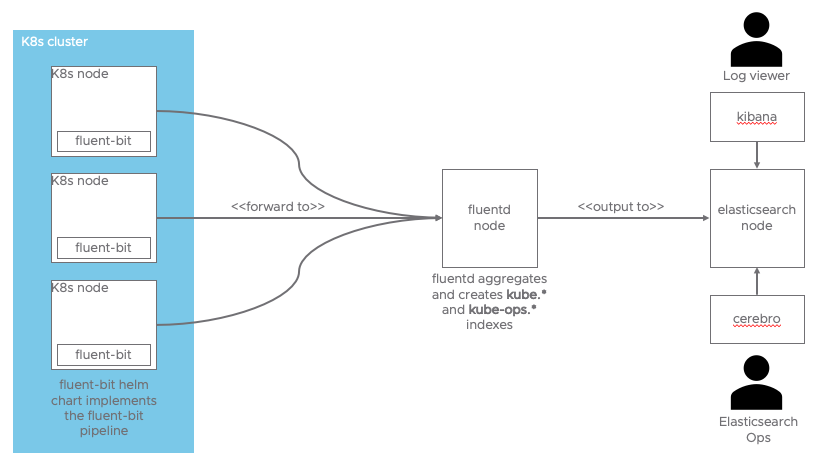 K8s cluster
K8s node
fluent-bit
K8s node
fluent-bit
K8s node
fluent-bit
fluent-bit helm
chart implements
the fluent-bit
pipeline
<<forward to>>
fluentd
node
fluentd aggregates
and creates kube.*
and kube-ops.*
indexes
<<output to>>
Log viewer
kibana
elasticsearch
node
cerebro
Elasticsearch
Ops